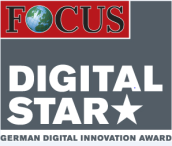 FOCUS
DIGITAL
STAR★
GERMAN DIGITAL INNOVATION AWARD